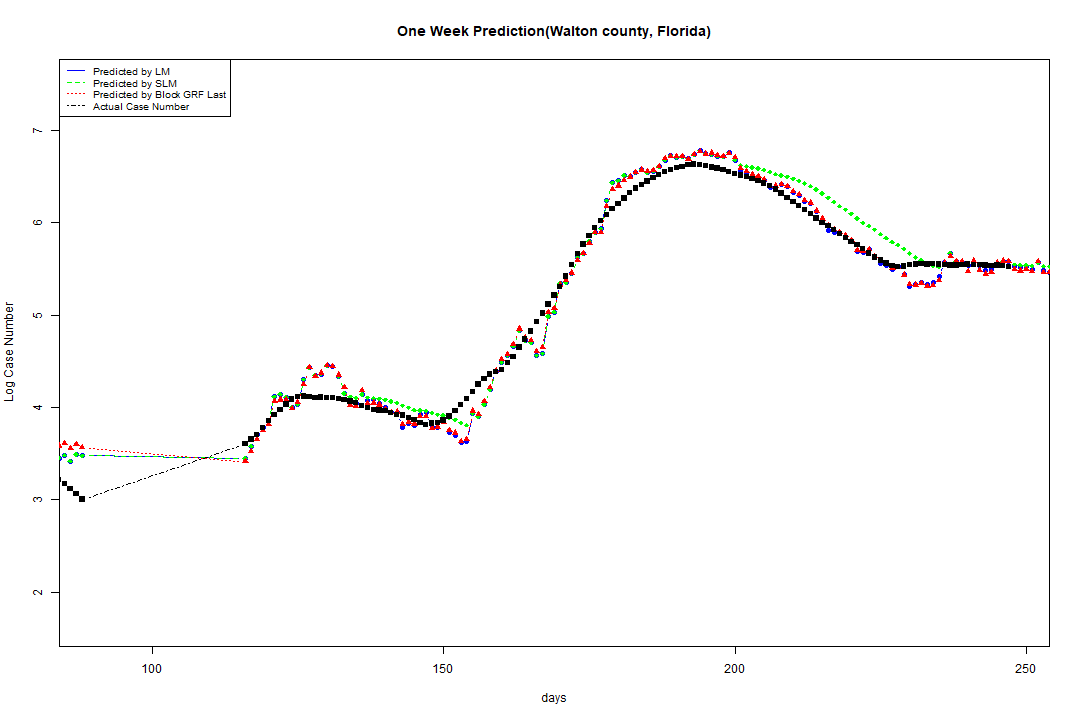 One Week Prediction(Walton county, Florida)
Predicted by LM
Predicted by SLM
Predicted by Block GRF Last
Actual Case Number
7
6
5
4
3
2
Log Case Number
100 150 200 250
days